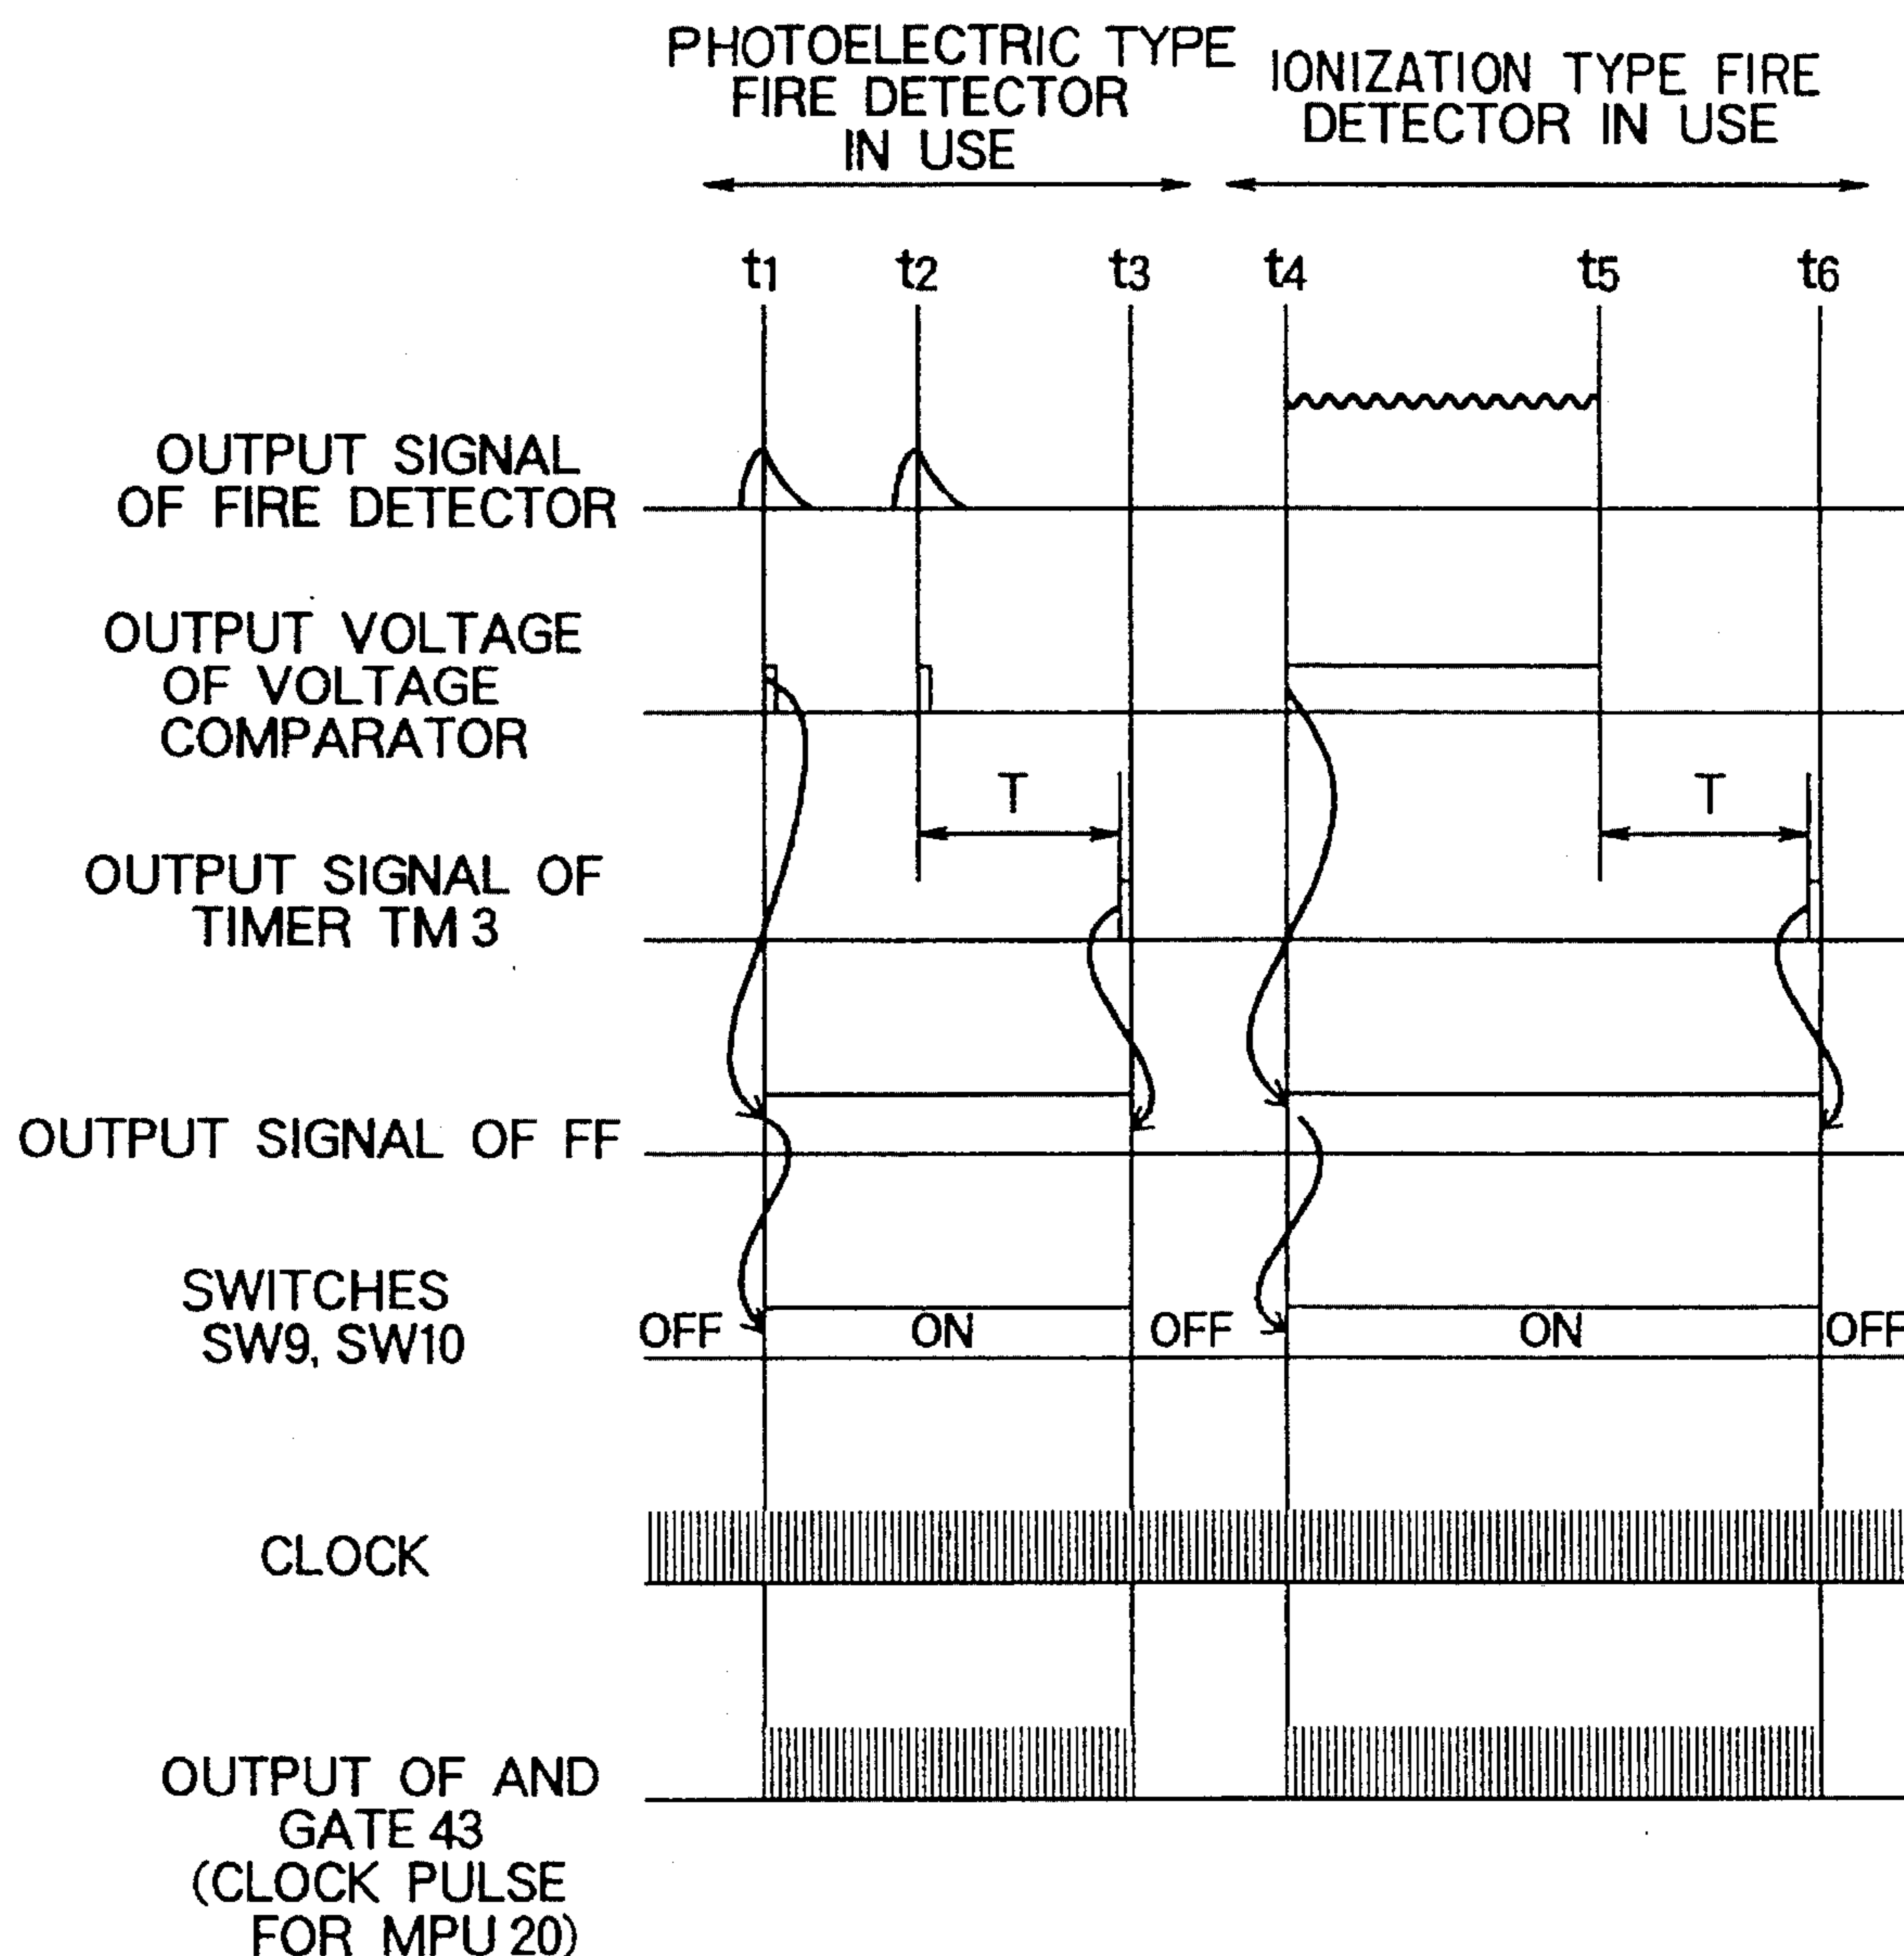 PHOTOELECTRIC TYPE
FIRE DETECTOR
IN USE
IONIZATION TYPE FIRE
DETECTOR IN USE
t1 t2 t3 t4 t5 t6
OUTPUT SIGNAL
OF FIRE DETECTOR
OUTPUT VOLTAGE
OF VOLTAGE
COMPARATOR
T T
OUTPUT SIGNAL OF
TIMER TM 3
OUTPUT SIGNAL OF FF
SWITCHES
SW9, SW10
OFF ON OFF ON OFF
CLOCK
OUTPUT OF AND
GATE 43
(CLOCK PULSE
FOR MPU 20)